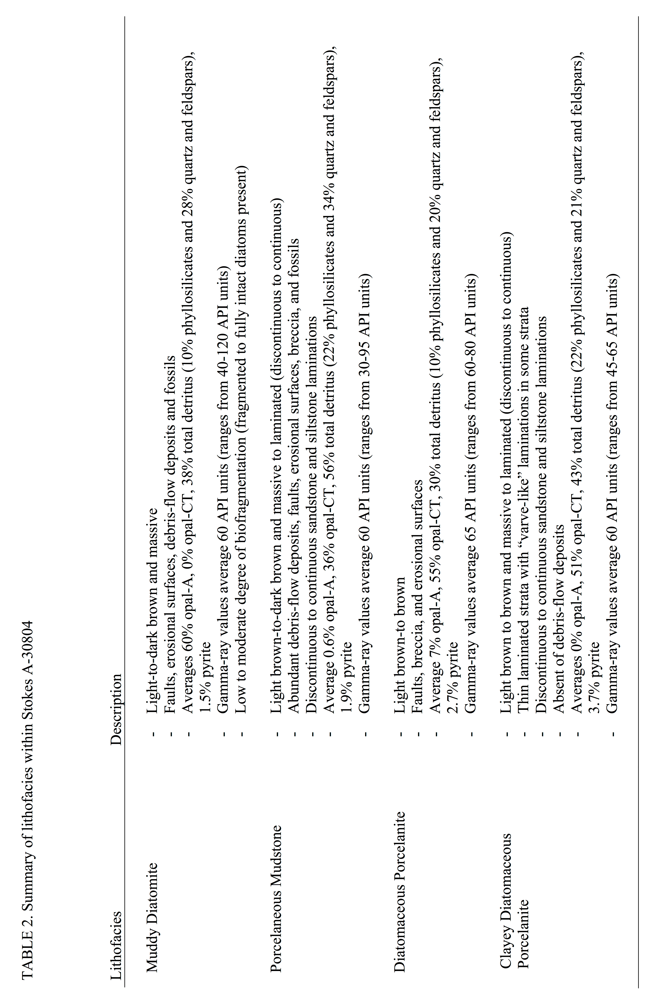 TABLE 2. Summary of lithofacies within Stokes A-30804
Lithofacies Description
Muddy Diatomite - Light-to-dark brown and massive
- Faults, erosional surfaces, debris-flow deposits and fossils
- Averages 60% opal-A, 0% opal-CT, 38% total detritus (10% phyllosilicates and 28% quartz and feldspars),
1.5% pyrite
- Gamma-ray values average 60 API units (ranges from 40-120 API units)
- Low to moderate degree of biofragmentation (fragmented to fully intact diatoms present)
Porcelaneous Mudstone - Light brown-to-dark brown and massive to laminated (discontinuous to continuous)
- Abundant debris-flow deposits, faults, erosional surfaces, breccia, and fossils
- Discontinuous to continuous sandstone and siltstone laminations
- Average 0.6% opal-A, 36% opal-CT, 56% total detritus (22% phyllosilicates and 34% quartz and feldspars),
1.9% pyrite
- Gamma-ray values average 60 API units (ranges from 30-95 API units)
Diatomaceous Porcelanite - Light brown-to brown
- Faults, breccia, and erosional surfaces
- Average 7% opal-A, 55% opal-CT, 30% total detritus (10% phyllosilicates and 20% quartz and feldspars),
2.7% pyrite
- Gamma-ray values average 65 API units (ranges from 60-80 API units)
Clayey Diatomaceous - Light brown to brown and massive to laminated (discontinuous to continuous)
Porcelanite - Thin laminated strata with “varve-like” laminations in some strata
- Discontinuous to continuous sandstone and siltstone laminations
- Absent of debris-flow deposits
- Averages 0% opal-A, 51% opal-CT, 43% total detritus (22% phyllosilicates and 21% quartz and feldspars),
3.7% pyrite
- Gamma-ray values average 60 API units (ranges from 45-65 API units)